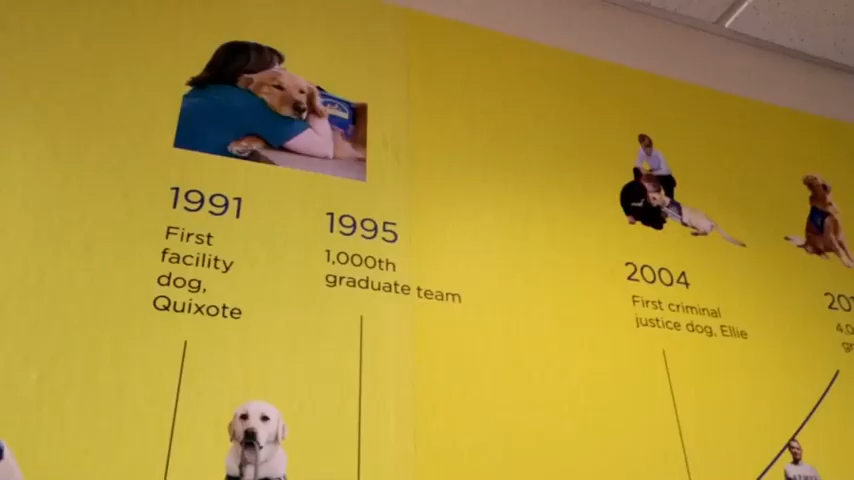 1991
First
facility
dog,
Quixote
1995
1,000th
graduate team
2004
First criminal
justice dog, Ellie